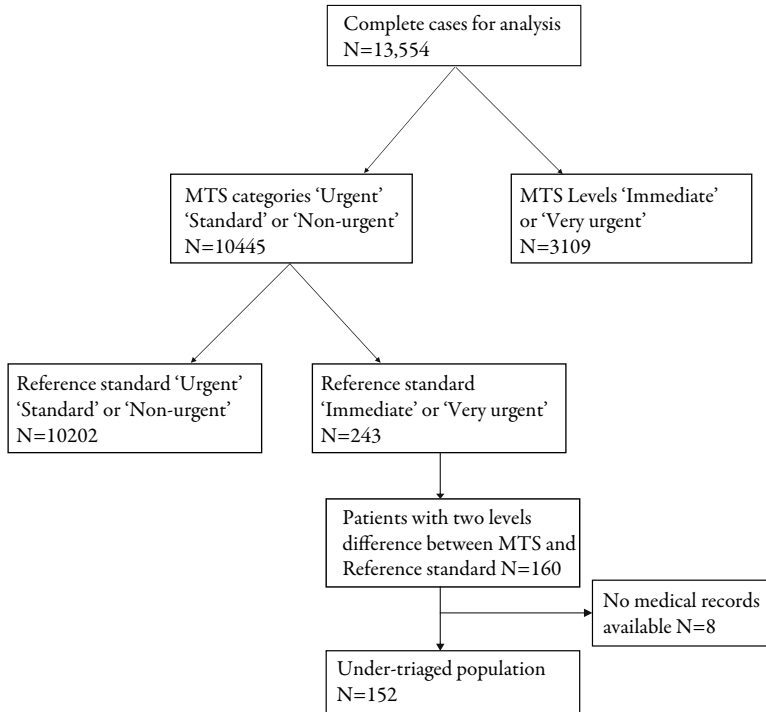 Complete cases for analysis
N=13,554
MTS categories ‘Urgent’
‘Standard’ or ‘Non-urgent’
N=10445
MTS Levels ‘Immediate’
or ‘Very urgent’
N=3109
Reference standard ‘Urgent’
‘Standard’ or ‘Non-urgent’
N=10202
Reference standard
‘Immediate’ or ‘Very urgent’
N=243
Patients with two levels
difference between MTS and
Reference standard N=160
No medical records
available N=8
Under-triaged population
N=152